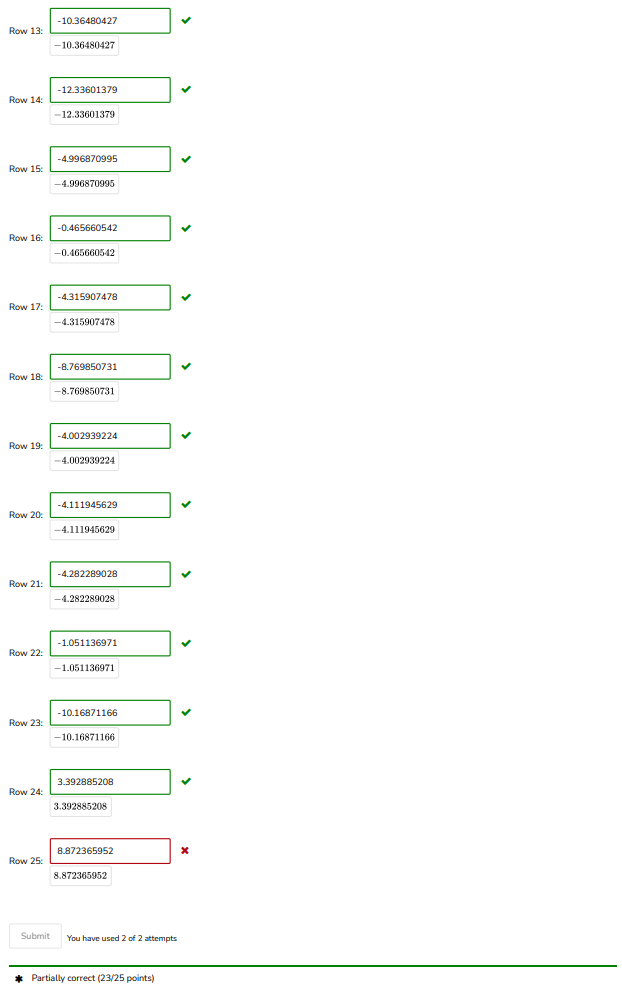 -10.36480427
Row 13:
−10.36480427
-12.33601379
Row 14:
−12.33601379
-4.996870995
Row 15:
−4.996870995
-0.465660542
Row 16:
−0.465660542
-4.315907478
Row 17:
−4.315907478
-8.769850731
Row 18:
−8.769850731
-4.002939224
Row 19:
−4.002939224
-4.111945629
Row 20:
−4.111945629
-4.282289028
Row 21:
−4.282289028
-1.051136971
Row 22:
−1.051136971
-10.16871166
Row 23:
−10.16871166
3.392885208
Row 24:
3.392885208
8.872365952
Row 25:
8.872365952
Submit You have used 2 of 2 attempts
Partially correct (23/25 points)